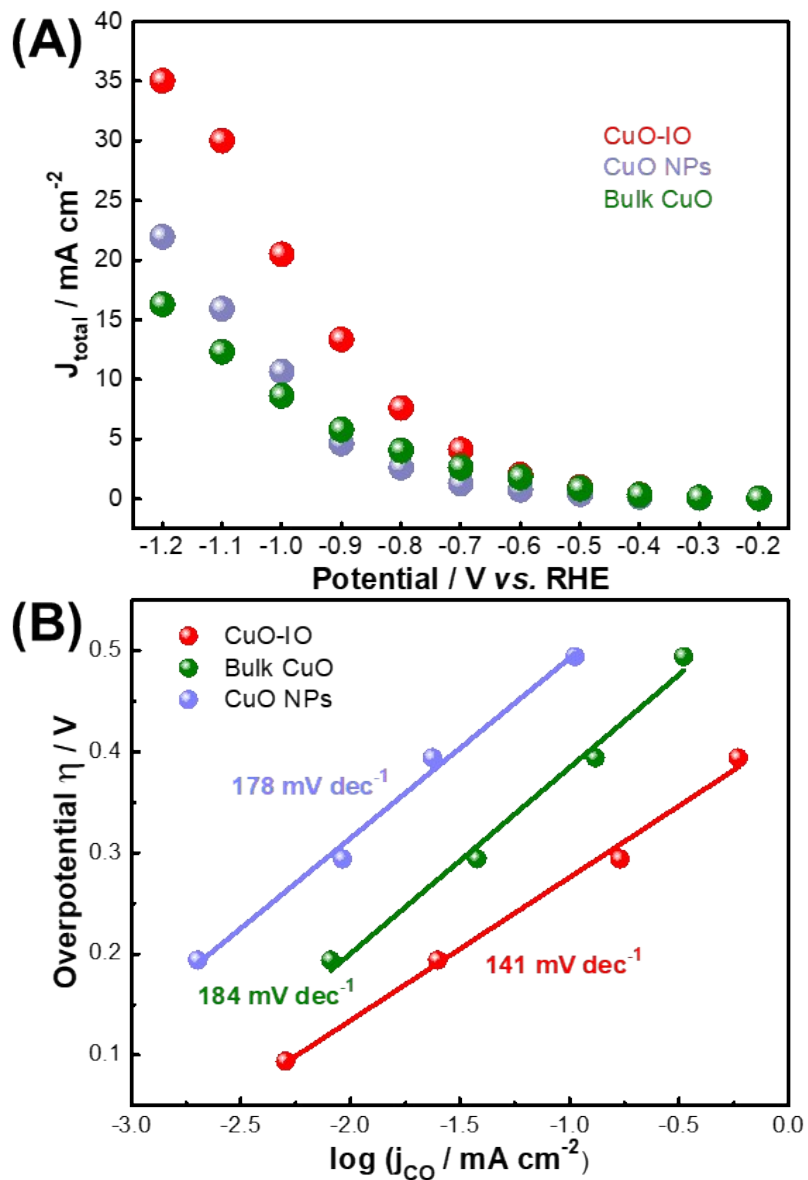 (A)
40
35
30
25
20
15
10
5
0
J_total / mA cm⁻²
CuO-IO
CuO NPs
Bulk CuO
-1.2 -1.1 -1.0 -0.9 -0.8 -0.7 -0.6 -0.5 -0.4 -0.3 -0.2
Potential / V vs. RHE
(B)
0.5
0.4
0.3
0.2
0.1
Overpotential η / V
CuO-IO
Bulk CuO
CuO NPs
178 mV dec⁻¹
184 mV dec⁻¹
141 mV dec⁻¹
-3.0 -2.5 -2.0 -1.5 -1.0 -0.5 0.0
log (j_CO / mA cm⁻²)